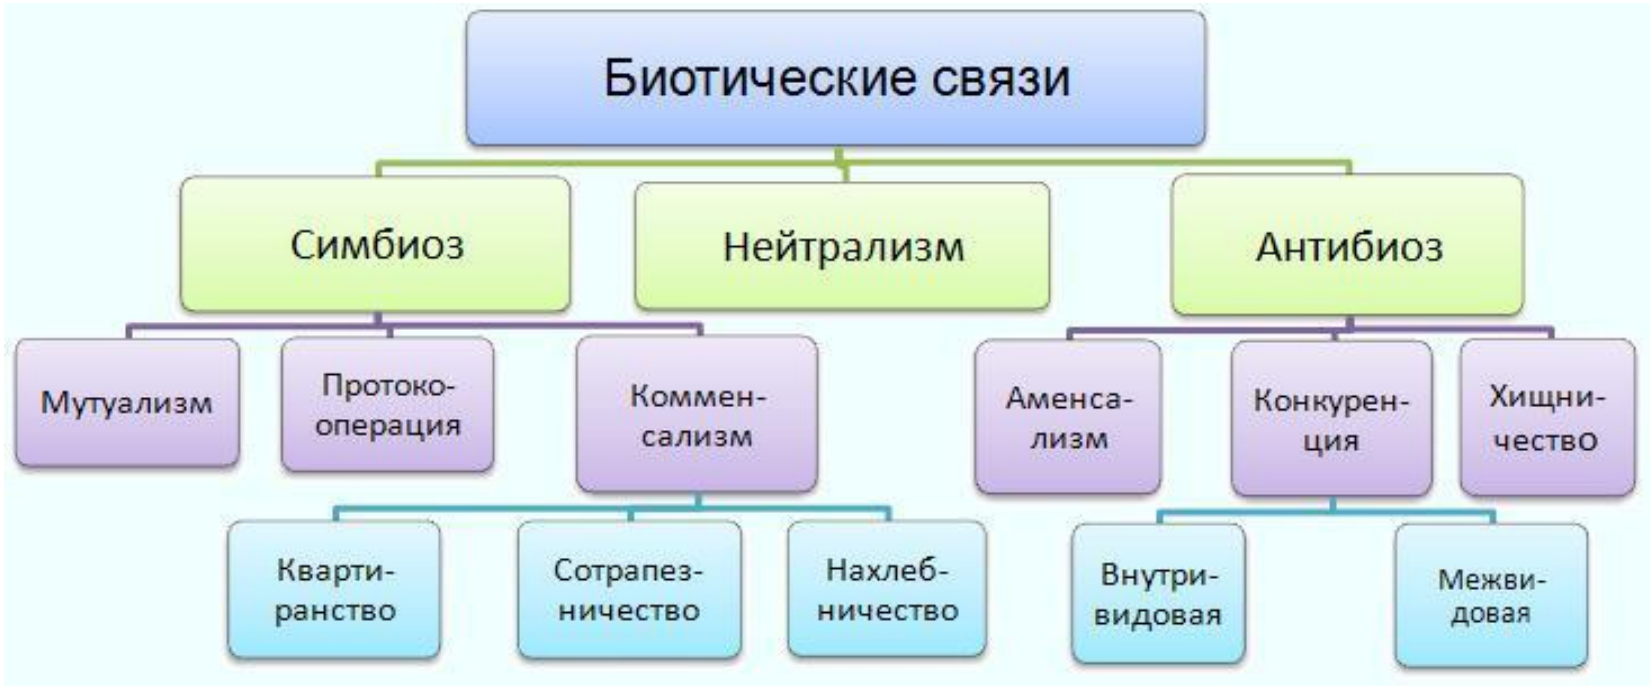 Биотические связи
Симбиоз
Нейтрализм
Антибиоз
Мутуализм
Протоко-
операция
Коммен-
сализм
Аменса-
лизм
Конкурен-
ция
Хищни-
чество
Кварти-
ранство
Сотрапез-
ничество
Нахлеб-
ничество
Внутри-
видовая
Межви-
довая